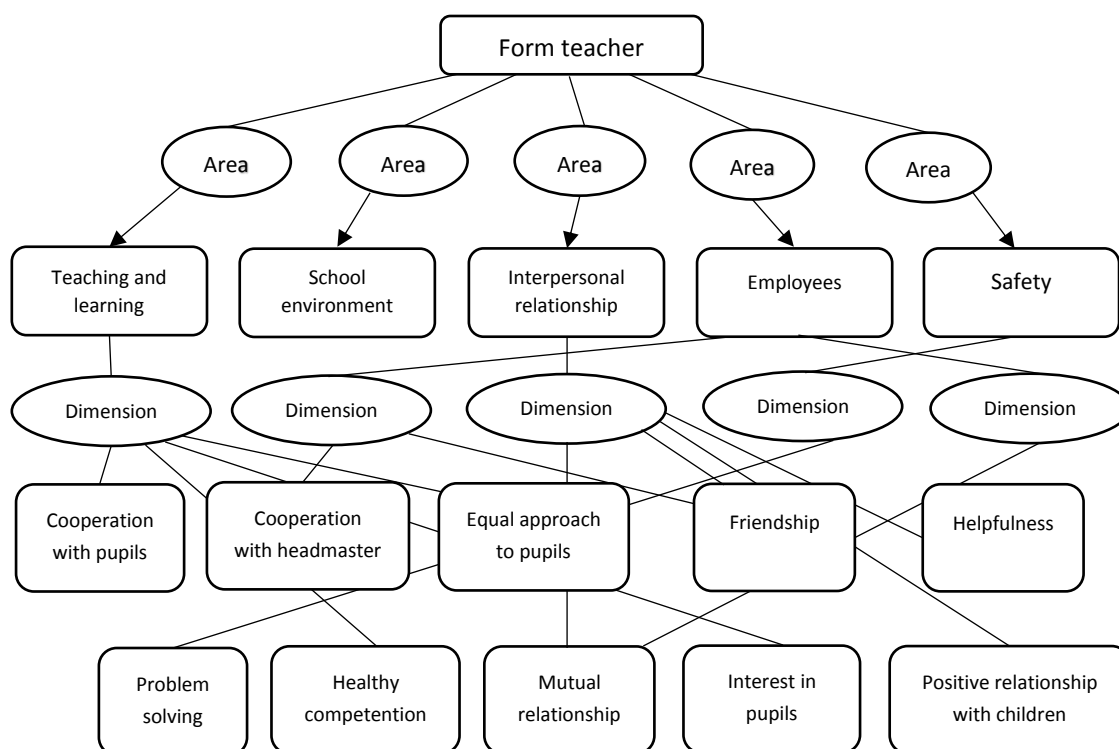 Form teacher
Area
Area
Area
Area
Area
Teaching and
learning
School
environment
Interpersonal
relationship
Employees
Safety
Dimension
Dimension
Dimension
Dimension
Dimension
Cooperation
with pupils
Cooperation
with headmaster
Equal approach
to pupils
Friendship
Helpfulness
Problem
solving
Healthy
competention
Mutual
relationship
Interest in
pupils
Positive relationship
with children